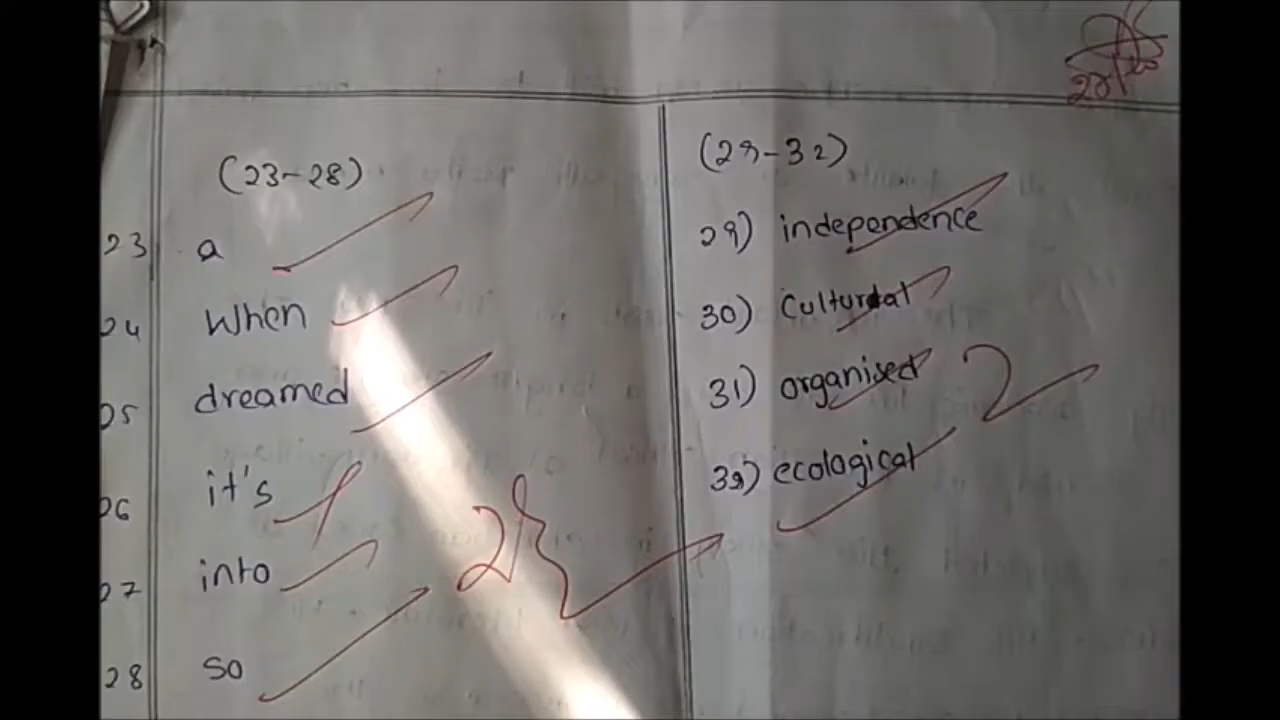 (23-28)
23 a
24 When
25 dreamed
26 it's
27 into
28 so
(29-32)
29) independence
30) Cultural
31) organised
32) ecological
2